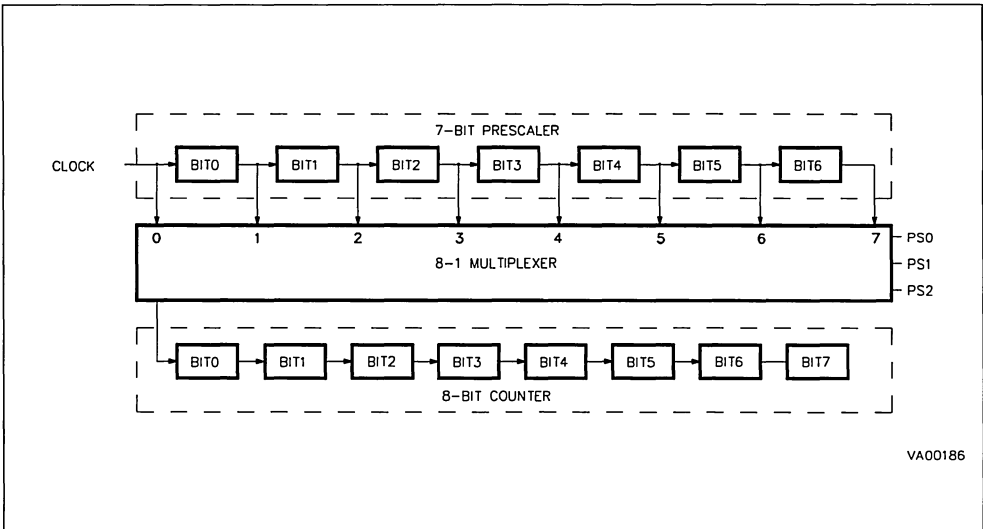 7-BIT PRESCALER
CLOCK BIT0 BIT1 BIT2 BIT3 BIT4 BIT5 BIT6
0 1 2 3 4 5 6 7 PS0
8-1 MULTIPLEXER PS1
PS2
BIT0 BIT1 BIT2 BIT3 BIT4 BIT5 BIT6 BIT7
8-BIT COUNTER
VA00186